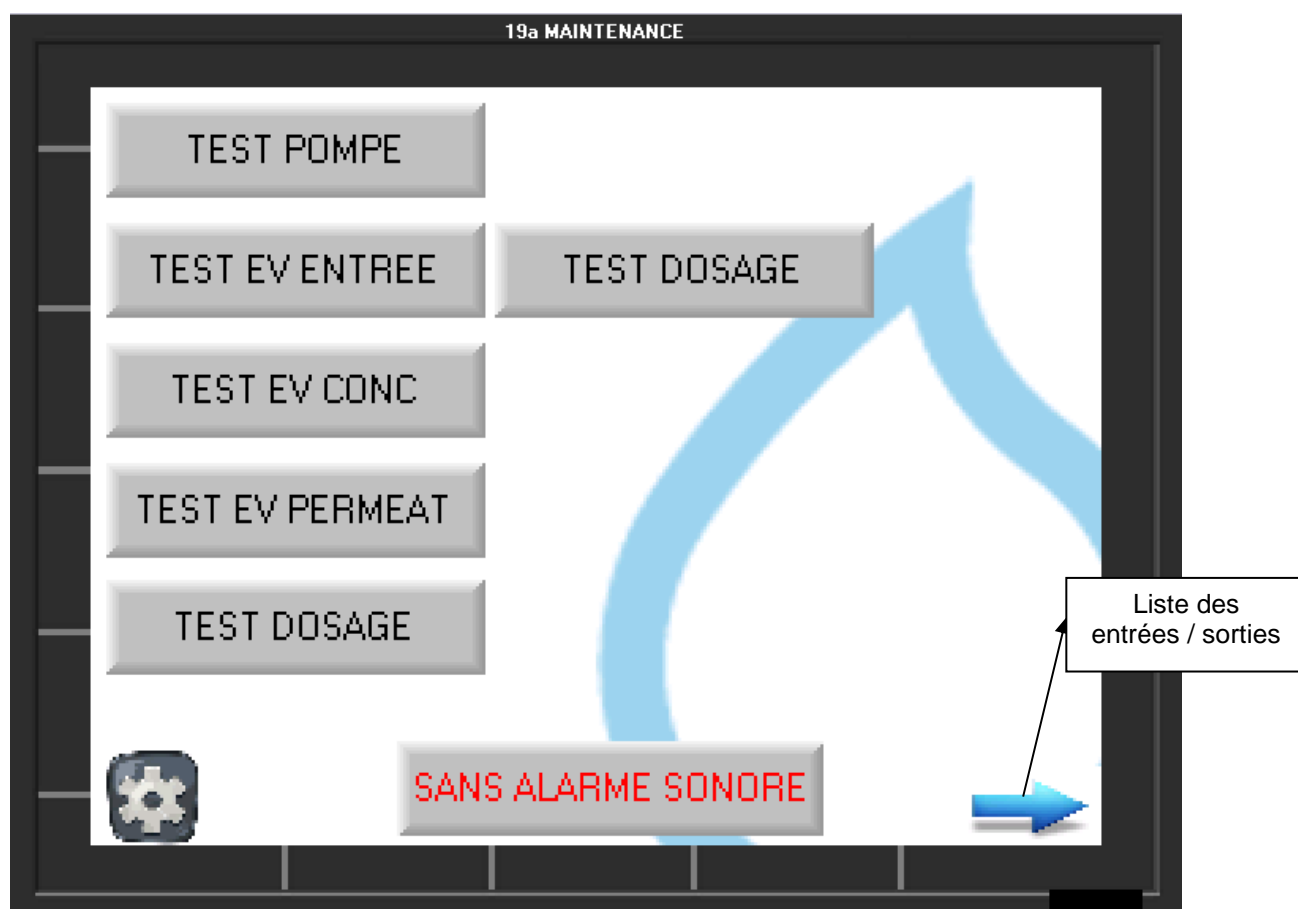 19a MAINTENANCE
TEST POMPE
TEST EV ENTREE
TEST DOSAGE
TEST EV CONC
TEST EV PERMEAT
TEST DOSAGE
Liste des
entrées / sorties
SANS ALARME SONORE